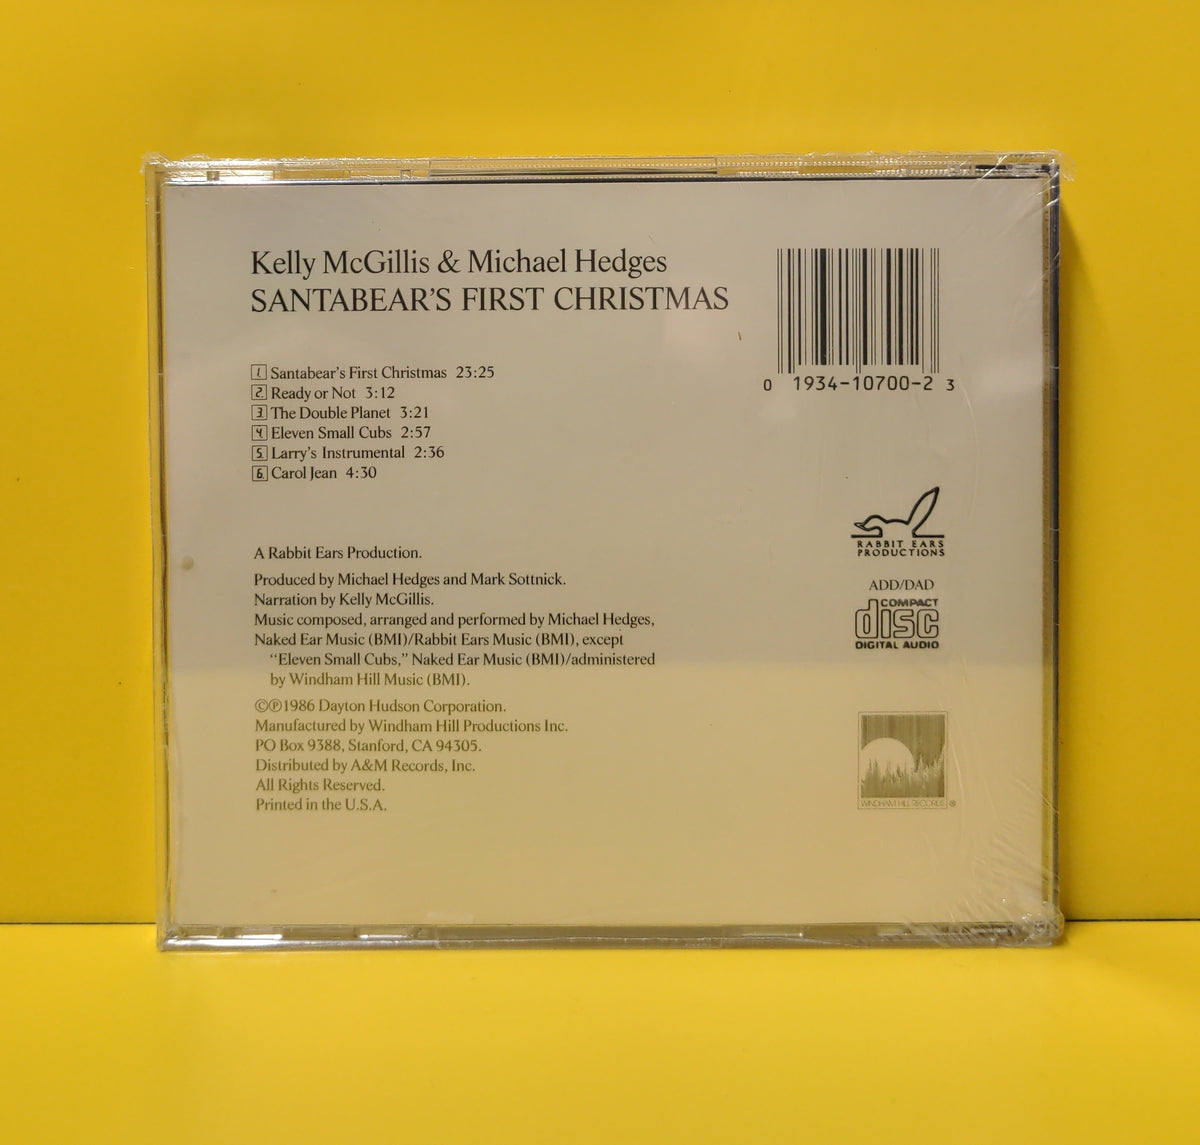 Kelly McGillis & Michael Hedges
SANTABEAR'S FIRST CHRISTMAS
0 1934-10700-2 3
1. Santabear's First Christmas 23:25
2. Ready or Not 3:12
3. The Double Planet 3:21
4. Eleven Small Cubs 2:57
5. Larry's Instrumental 2:36
6. Carol Jean 4:30
RABBIT EARS
PRODUCTIONS
A Rabbit Ears Production.
Produced by Michael Hedges and Mark Sottnick.
Narration by Kelly McGillis.
Music composed, arranged and performed by Michael Hedges,
Naked Ear Music (BMI)/Rabbit Ears Music (BMI), except
"Eleven Small Cubs," Naked Ear Music (BMI)/administered
by Windham Hill Music (BMI).
ADD/DAD
COMPACT
disc
DIGITAL AUDIO
©℗1986 Dayton Hudson Corporation.
Manufactured by Windham Hill Productions Inc.
PO Box 9388, Stanford, CA 94305.
Distributed by A&M Records, Inc.
All Rights Reserved.
Printed in the U.S.A.
WINDHAM HILL RECORDS ®